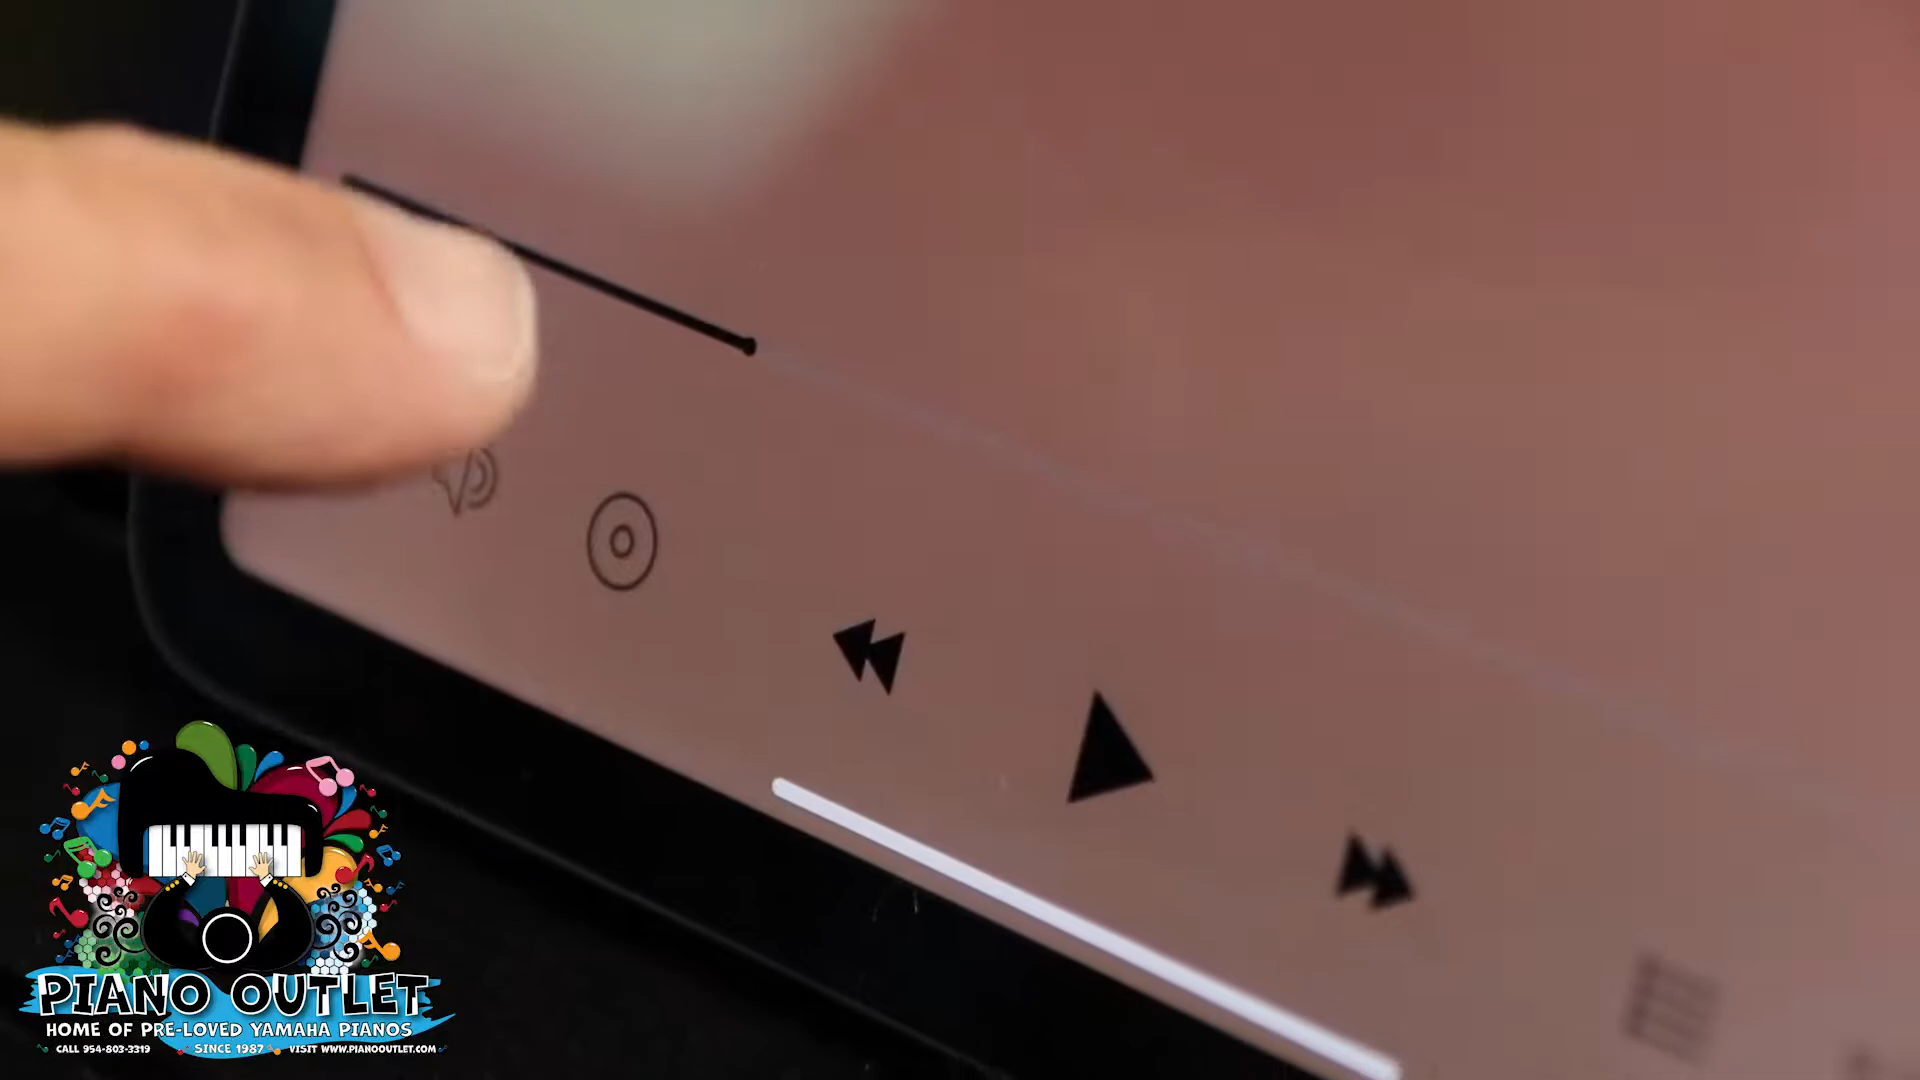 PIANO OUTLET
HOME OF PRE-LOVED YAMAHA PIANOS
CALL 954-803-3319 SINCE 1987 VISIT WWW.PIANOOUTLET.COM